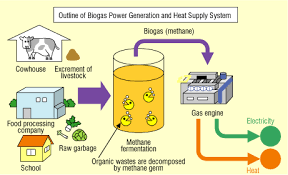 Outline of Biogas Power Generation and Heat Supply System
Biogas (methane)
Cowhouse
Excrement of
livestock
Food processing
company
Raw garbage
School
Methane
fermentation
Organic wastes are decomposed
by methane germ
Gas engine
Electricity
Heat